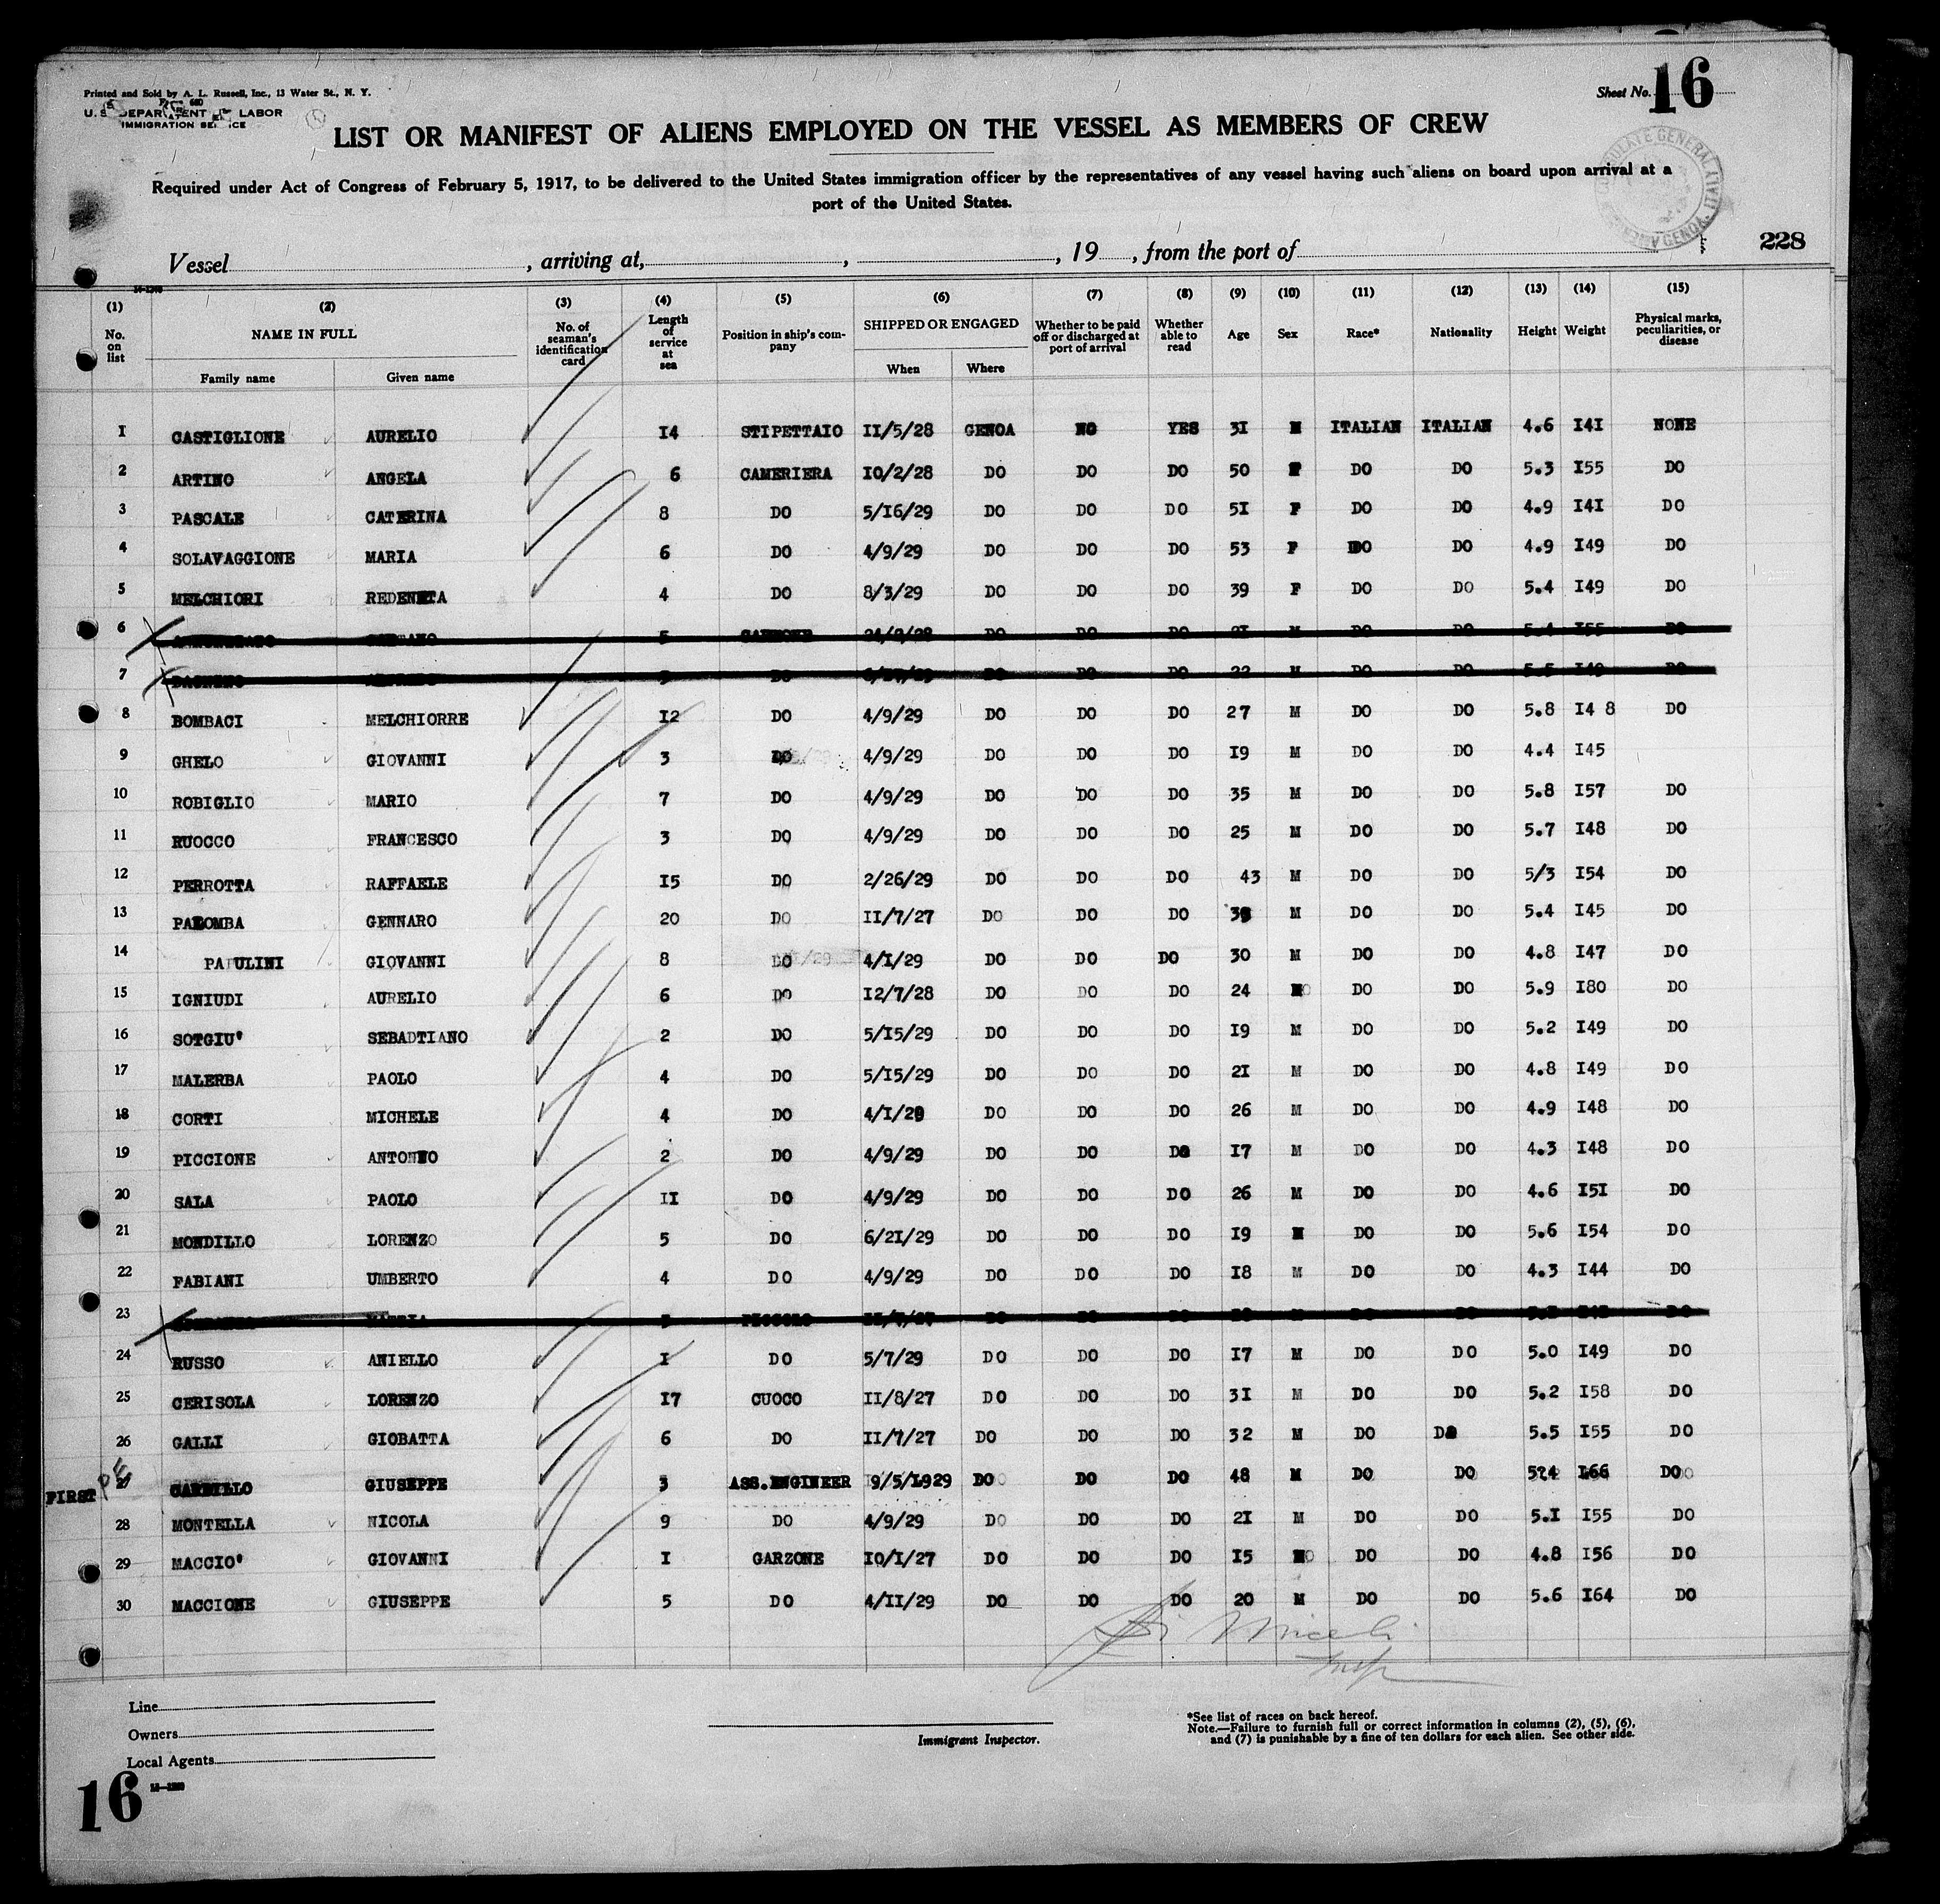 Printed and Sold by A. L. Russell, Inc., 13 Water St., N. Y.
Sheet No. 16
U. S. DEPARTMENT OF LABOR
IMMIGRATION SERVICE
LIST OR MANIFEST OF ALIENS EMPLOYED ON THE VESSEL AS MEMBERS OF CREW
Required under Act of Congress of February 5, 1917, to be delivered to the United States immigration officer by the representatives of any vessel having such aliens on board upon arrival at a
port of the United States.
Vessel , arriving at, , , 19 , from the port of
228
(1) (2) (3) (4) (5) (6) (7) (8) (9) (10) (11) (12) (13) (14) (15)
No. on list NAME IN FULL Family name Given name No. of seaman's identification card Length of service at sea Position in ship's company SHIPPED OR ENGAGED When Where Whether to be paid off or discharged at port of arrival Whether able to read Age Sex Race* Nationality Height Weight Physical marks, peculiarities, or disease
1 CASTIGLIONE AURELIO I4 STIPETTAIO II/5/28 GENOA NO YES 3I M ITALIAN ITALIAN 4.6 I4I NONE
2 ARTINO ANGELA 6 CAMERIERA IO/2/28 DO DO DO 50 F DO DO 5.3 I55 DO
3 PASCALE CATERINA 8 DO 5/I6/29 DO DO DO 5I F DO DO 4.9 I4I DO
4 SOLAVAGGIONE MARIA 6 DO 4/9/29 DO DO DO 53 F DO DO 4.9 I49 DO
5 MELCHIORI REDENETA 4 DO 8/3/29 DO DO DO 39 F DO DO 5.4 I49 DO
6
7
8 BOMBACI MELCHIORRE I2 DO 4/9/29 DO DO DO 27 M DO DO 5.8 I4 8 DO
9 GHELO GIOVANNI 3 DO 4/9/29 DO DO DO I9 M DO DO 4.4 I45
10 ROBIGLIO MARIO 7 DO 4/9/29 DO DO DO 35 M DO DO 5.8 I57 DO
11 RUOCCO FRANCESCO 3 DO 4/9/29 DO DO DO 25 M DO DO 5.7 I48 DO
12 PERROTTA RAFFAELE I5 DO 2/26/29 DO DO DO 43 M DO DO 5/3 I54 DO
13 PALOMBA GENNARO 20 DO II/7/27 DO DO DO M DO DO 5.4 I45 DO
14 PAULINI GIOVANNI 8 DO 4/I/29 DO DO DO 30 M DO DO 4.8 I47 DO
15 IGNIUDI AURELIO 6 DO I2/7/28 DO DO DO 24 M DO DO 5.9 I80 DO
16 SOTGIU' SEBADTIANO 2 DO 5/I5/29 DO DO DO I9 M DO DO 5.2 I49 DO
17 MALERBA PAOLO 4 DO 5/I5/29 DO DO DO 2I M DO DO 4.8 I49 DO
18 CORTI MICHELE 4 DO 4/I/29 DO DO DO 26 M DO DO 4.9 I48 DO
19 PICCIONE ANTONNO 2 DO 4/9/29 DO DO DO I7 M DO DO 4.3 I48 DO
20 SALA PAOLO II DO 4/9/29 DO DO DO 26 M DO DO 4.6 I5I DO
21 MONDILLO LORENZO 5 DO 6/2I/29 DO DO DO I9 M DO DO 5.6 I54 DO
22 FABIANI UMBERTO 4 DO 4/9/29 DO DO DO I8 M DO DO 4.3 I44 DO
23
24 RUSSO ANIELLO I DO 5/7/29 DO DO DO I7 M DO DO 5.0 I49 DO
25 CERISOLA LORENZO I7 CUOCO II/8/27 DO DO DO 3I M DO DO 5.2 I58 DO
26 GALLI GIOBATTA 6 DO II/7/27 DO DO DO 32 M DO DO 5.5 I55 DO
FIRST 27 GIUSEPPE 3 ASS.ENGINEER 9/5/I929 DO DO DO 48 M DO DO I66 DO
28 MONTELLA NICOLA 9 DO 4/9/29 DO DO DO 2I M DO DO 5.I I55 DO
29 MACCIO' GIOVANNI I GARZONE IO/I/27 DO DO DO I5 M DO DO 4.8 I56 DO
30 MACCIONE GIUSEPPE 5 DO 4/II/29 DO DO DO 20 M DO DO 5.6 I64 DO
Miceli
Insp
Line
Owners
Local Agents
Immigrant Inspector.
*See list of races on back hereof.
Note.—Failure to furnish full or correct information in columns (2), (5), (6),
and (7) is punishable by a fine of ten dollars for each alien. See other side.
16